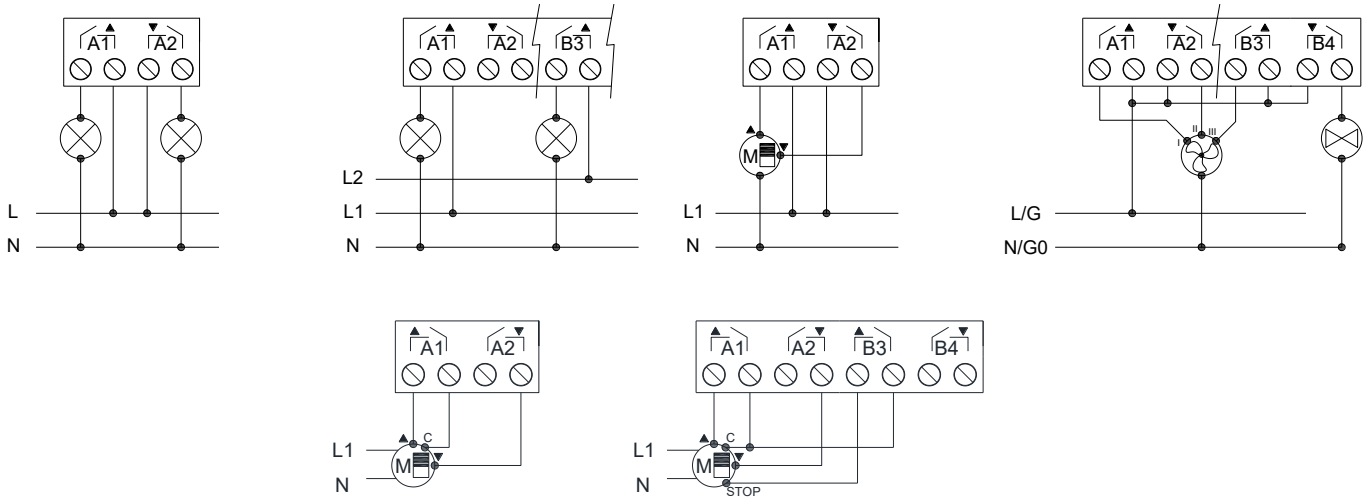 A1 A2
L
N
A1 A2 B3
L2
L1
N
A1 A2
M
L1
N
A1 A2 B3 B4
I II III
L/G
N/G0
A1 A2
C
L1
M
N
A1 A2 B3 B4
C
L1
M
N
STOP